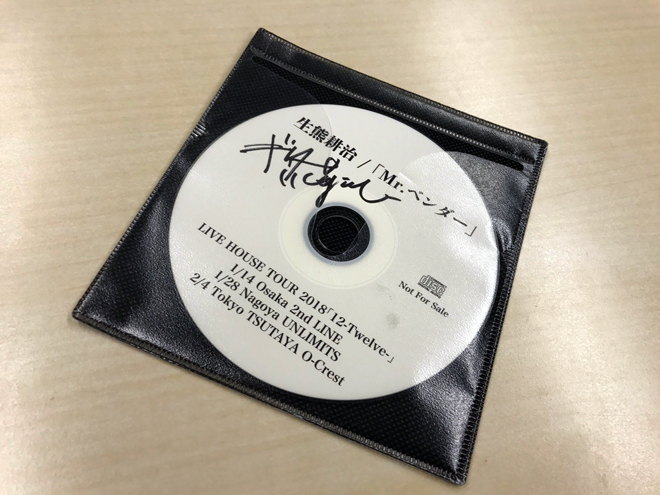 生熊耕治 /「Mr.ベンダー」
Not For Sale
LIVE HOUSE TOUR 2018「12-Twelve-」
1/14 Osaka 2nd LINE
1/28 Nagoya UNLIMITS
2/4 Tokyo TSUTAYA O-Crest